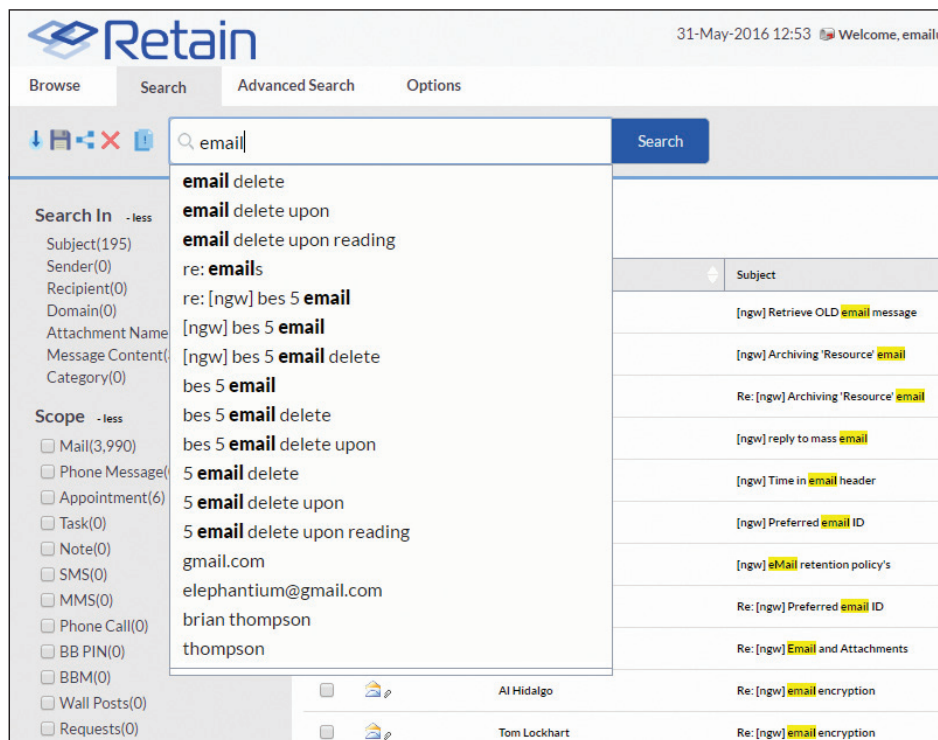 Retain
31-May-2016 12:53 Welcome, emailu
Browse Search Advanced Search Options
email
Search
email delete
email delete upon
email delete upon reading
re: emails
re: [ngw] bes 5 email
[ngw] bes 5 email
[ngw] bes 5 email delete
bes 5 email
bes 5 email delete
bes 5 email delete upon
5 email delete
5 email delete upon
5 email delete upon reading
gmail.com
elephantium@gmail.com
brian thompson
thompson
Search In - less
Subject(195)
Sender(0)
Recipient(0)
Domain(0)
Attachment Name
Message Content(
Category(0)
Scope - less
Mail(3,990)
Phone Message(
Appointment(6)
Task(0)
Note(0)
SMS(0)
MMS(0)
Phone Call(0)
BB PIN(0)
BBM(0)
Wall Posts(0)
Requests(0)
Subject
[ngw] Retrieve OLD email message
[ngw] Archiving 'Resource' email
Re: [ngw] Archiving 'Resource' email
[ngw] reply to mass email
[ngw] Time in email header
[ngw] Preferred email ID
[ngw] eMail retention policy's
Re: [ngw] Preferred email ID
Re: [ngw] Email and Attachments
Al Hidalgo Re: [ngw] email encryption
Tom Lockhart Re: [ngw] email encryption